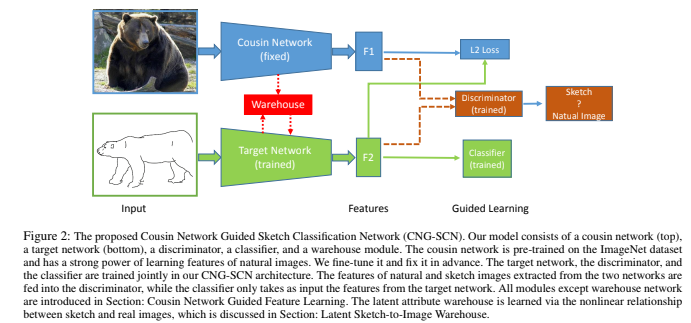 Cousin Network
(fixed)
F1
L2 Loss
Warehouse
Discriminator
(trained)
Sketch
?
Natual Image
Target Network
(trained)
F2
Classifier
(trained)
Input
Features
Guided Learning
Figure 2: The proposed Cousin Network Guided Sketch Classification Network (CNG-SCN). Our model consists of a cousin network (top),
a target network (bottom), a discriminator, a classifier, and a warehouse module. The cousin network is pre-trained on the ImageNet dataset
and has a strong power of learning features of natural images. We fine-tune it and fix it in advance. The target network, the discriminator, and
the classifier are trained jointly in our CNG-SCN architecture. The features of natural and sketch images extracted from the two networks are
fed into the discriminator, while the classifier only takes as input the features from the target network. All modules except warehouse network
are introduced in Section: Cousin Network Guided Feature Learning. The latent attribute warehouse is learned via the nonlinear relationship
between sketch and real images, which is discussed in Section: Latent Sketch-to-Image Warehouse.